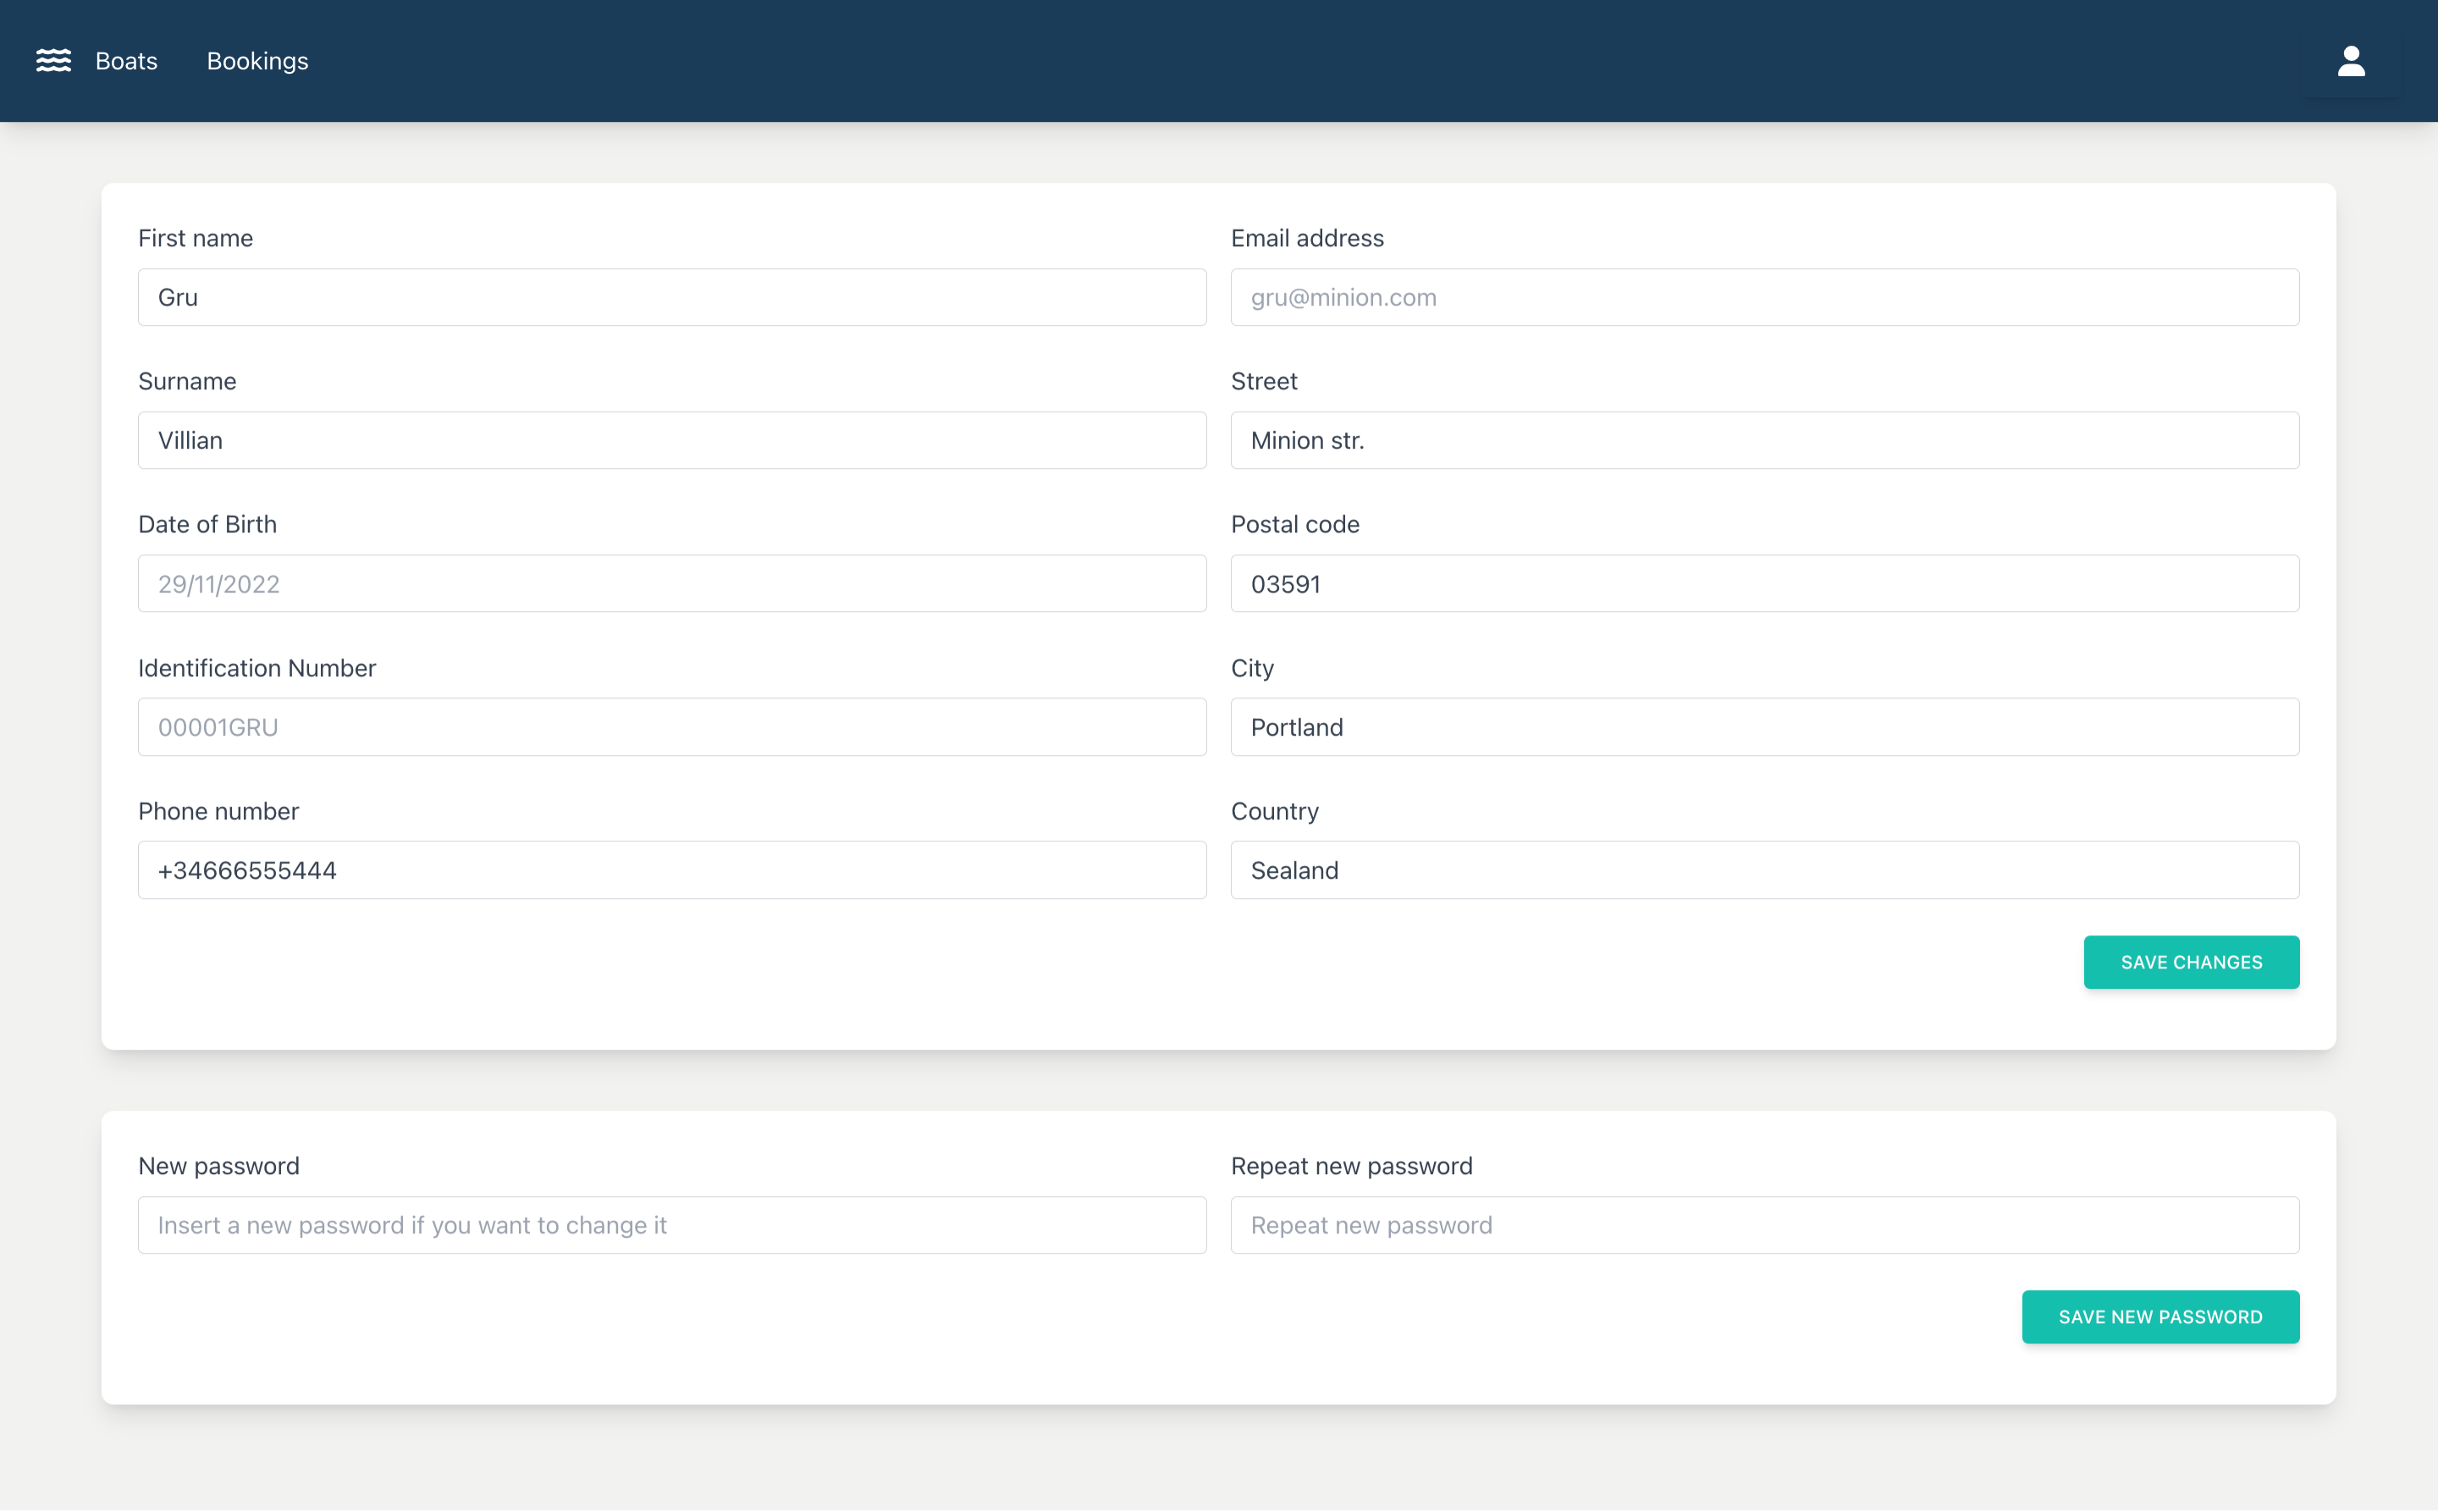 Boats Bookings
First name
Gru
Email address
gru@minion.com
Surname
Villian
Street
Minion str.
Date of Birth
29/11/2022
Postal code
03591
Identification Number
00001GRU
City
Portland
Phone number
+34666555444
Country
Sealand
SAVE CHANGES
New password
Insert a new password if you want to change it
Repeat new password
Repeat new password
SAVE NEW PASSWORD